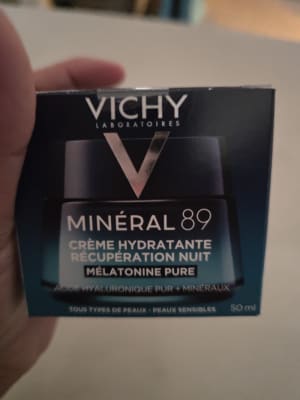 VICHY
LABORATOIRES
MINÉRAL 89
CRÈME HYDRATANTE
RÉCUPÉRATION NUIT
MÉLATONINE PURE
ACIDE HYALURONIQUE PUR + MINÉRAUX
TOUS TYPES DE PEAUX - PEAUX SENSIBLES
50 ml